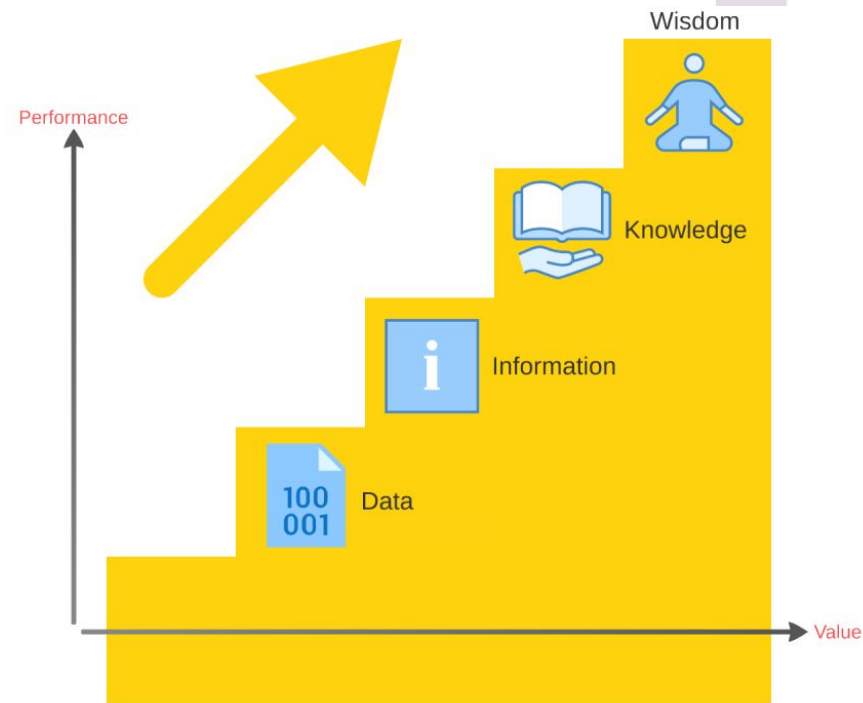 Wisdom
Performance
Knowledge
i
Information
100
001
Data
Value